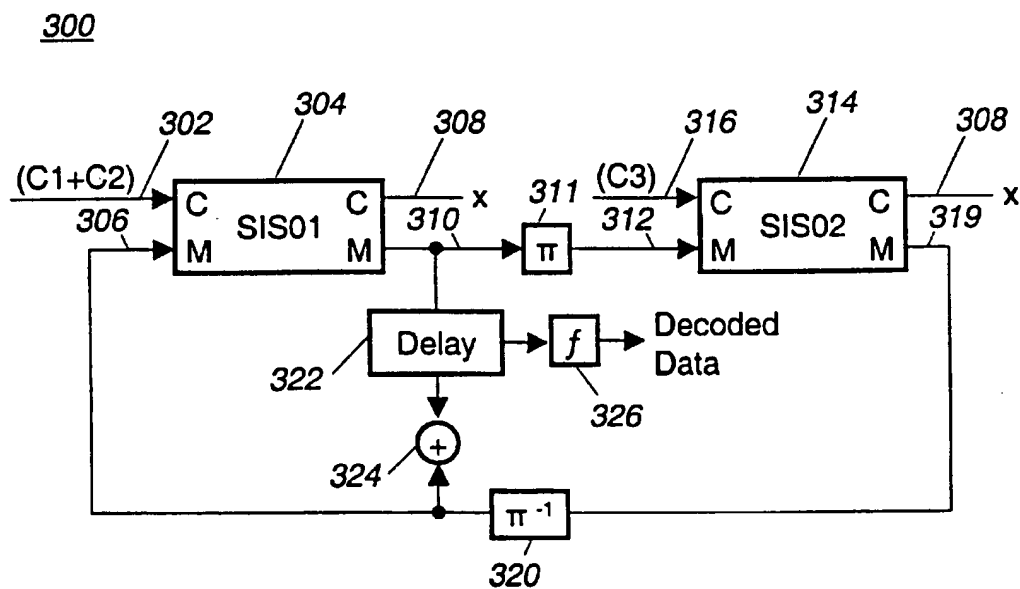 300
302
304
308
(C1+C2)
C
C
x
306
M
SIS01
M
310
311
π
312
(C3)
316
314
308
C
C
x
M
SIS02
M
319
Delay
322
f
326
Decoded
Data
+
324
π-1
320